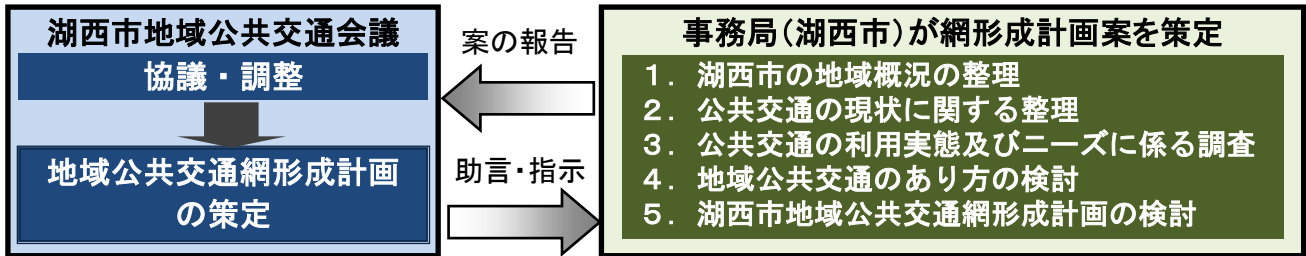 湖西市地域公共交通会議
協議・調整
地域公共交通網形成計画
の策定
案の報告
助言・指示
事務局(湖西市)が網形成計画案を策定
１．湖西市の地域概況の整理
２．公共交通の現状に関する整理
３．公共交通の利用実態及びニーズに係る調査
４．地域公共交通のあり方の検討
５．湖西市地域公共交通網形成計画の検討